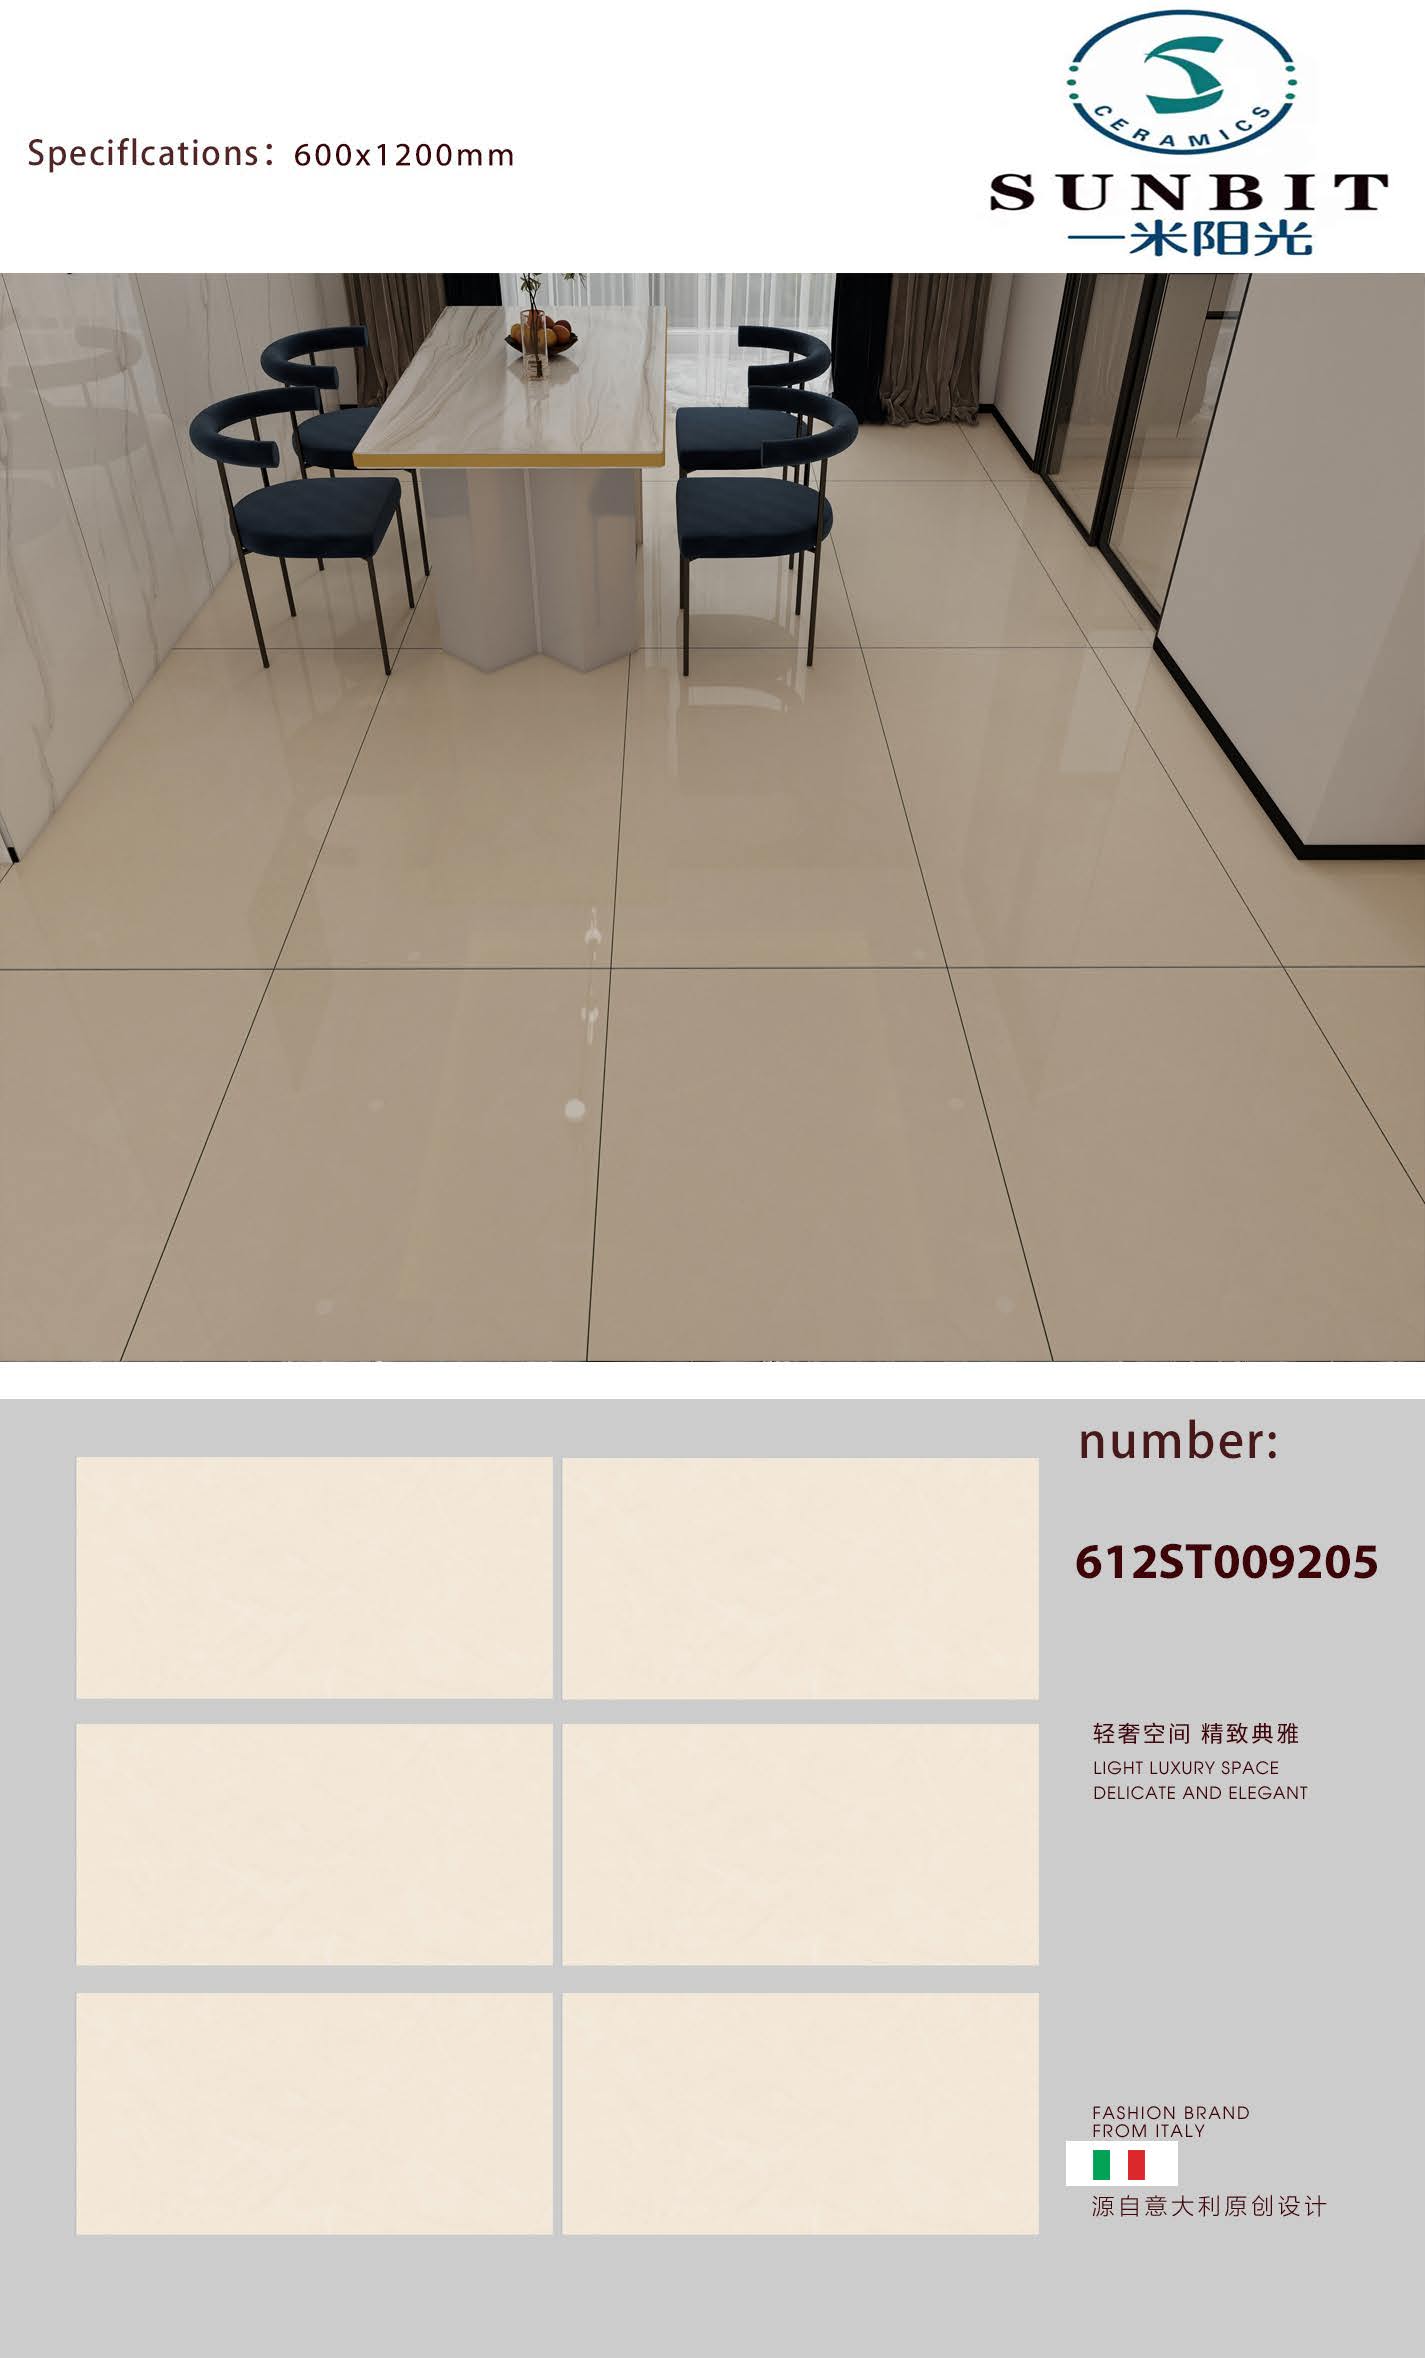 CERAMICS
SUNBIT
一米阳光
Speciflcations: 600x1200mm
number:
612ST009205
轻奢空间 精致典雅
LIGHT LUXURY SPACE
DELICATE AND ELEGANT
FASHION BRAND
FROM ITALY
源自意大利原创设计